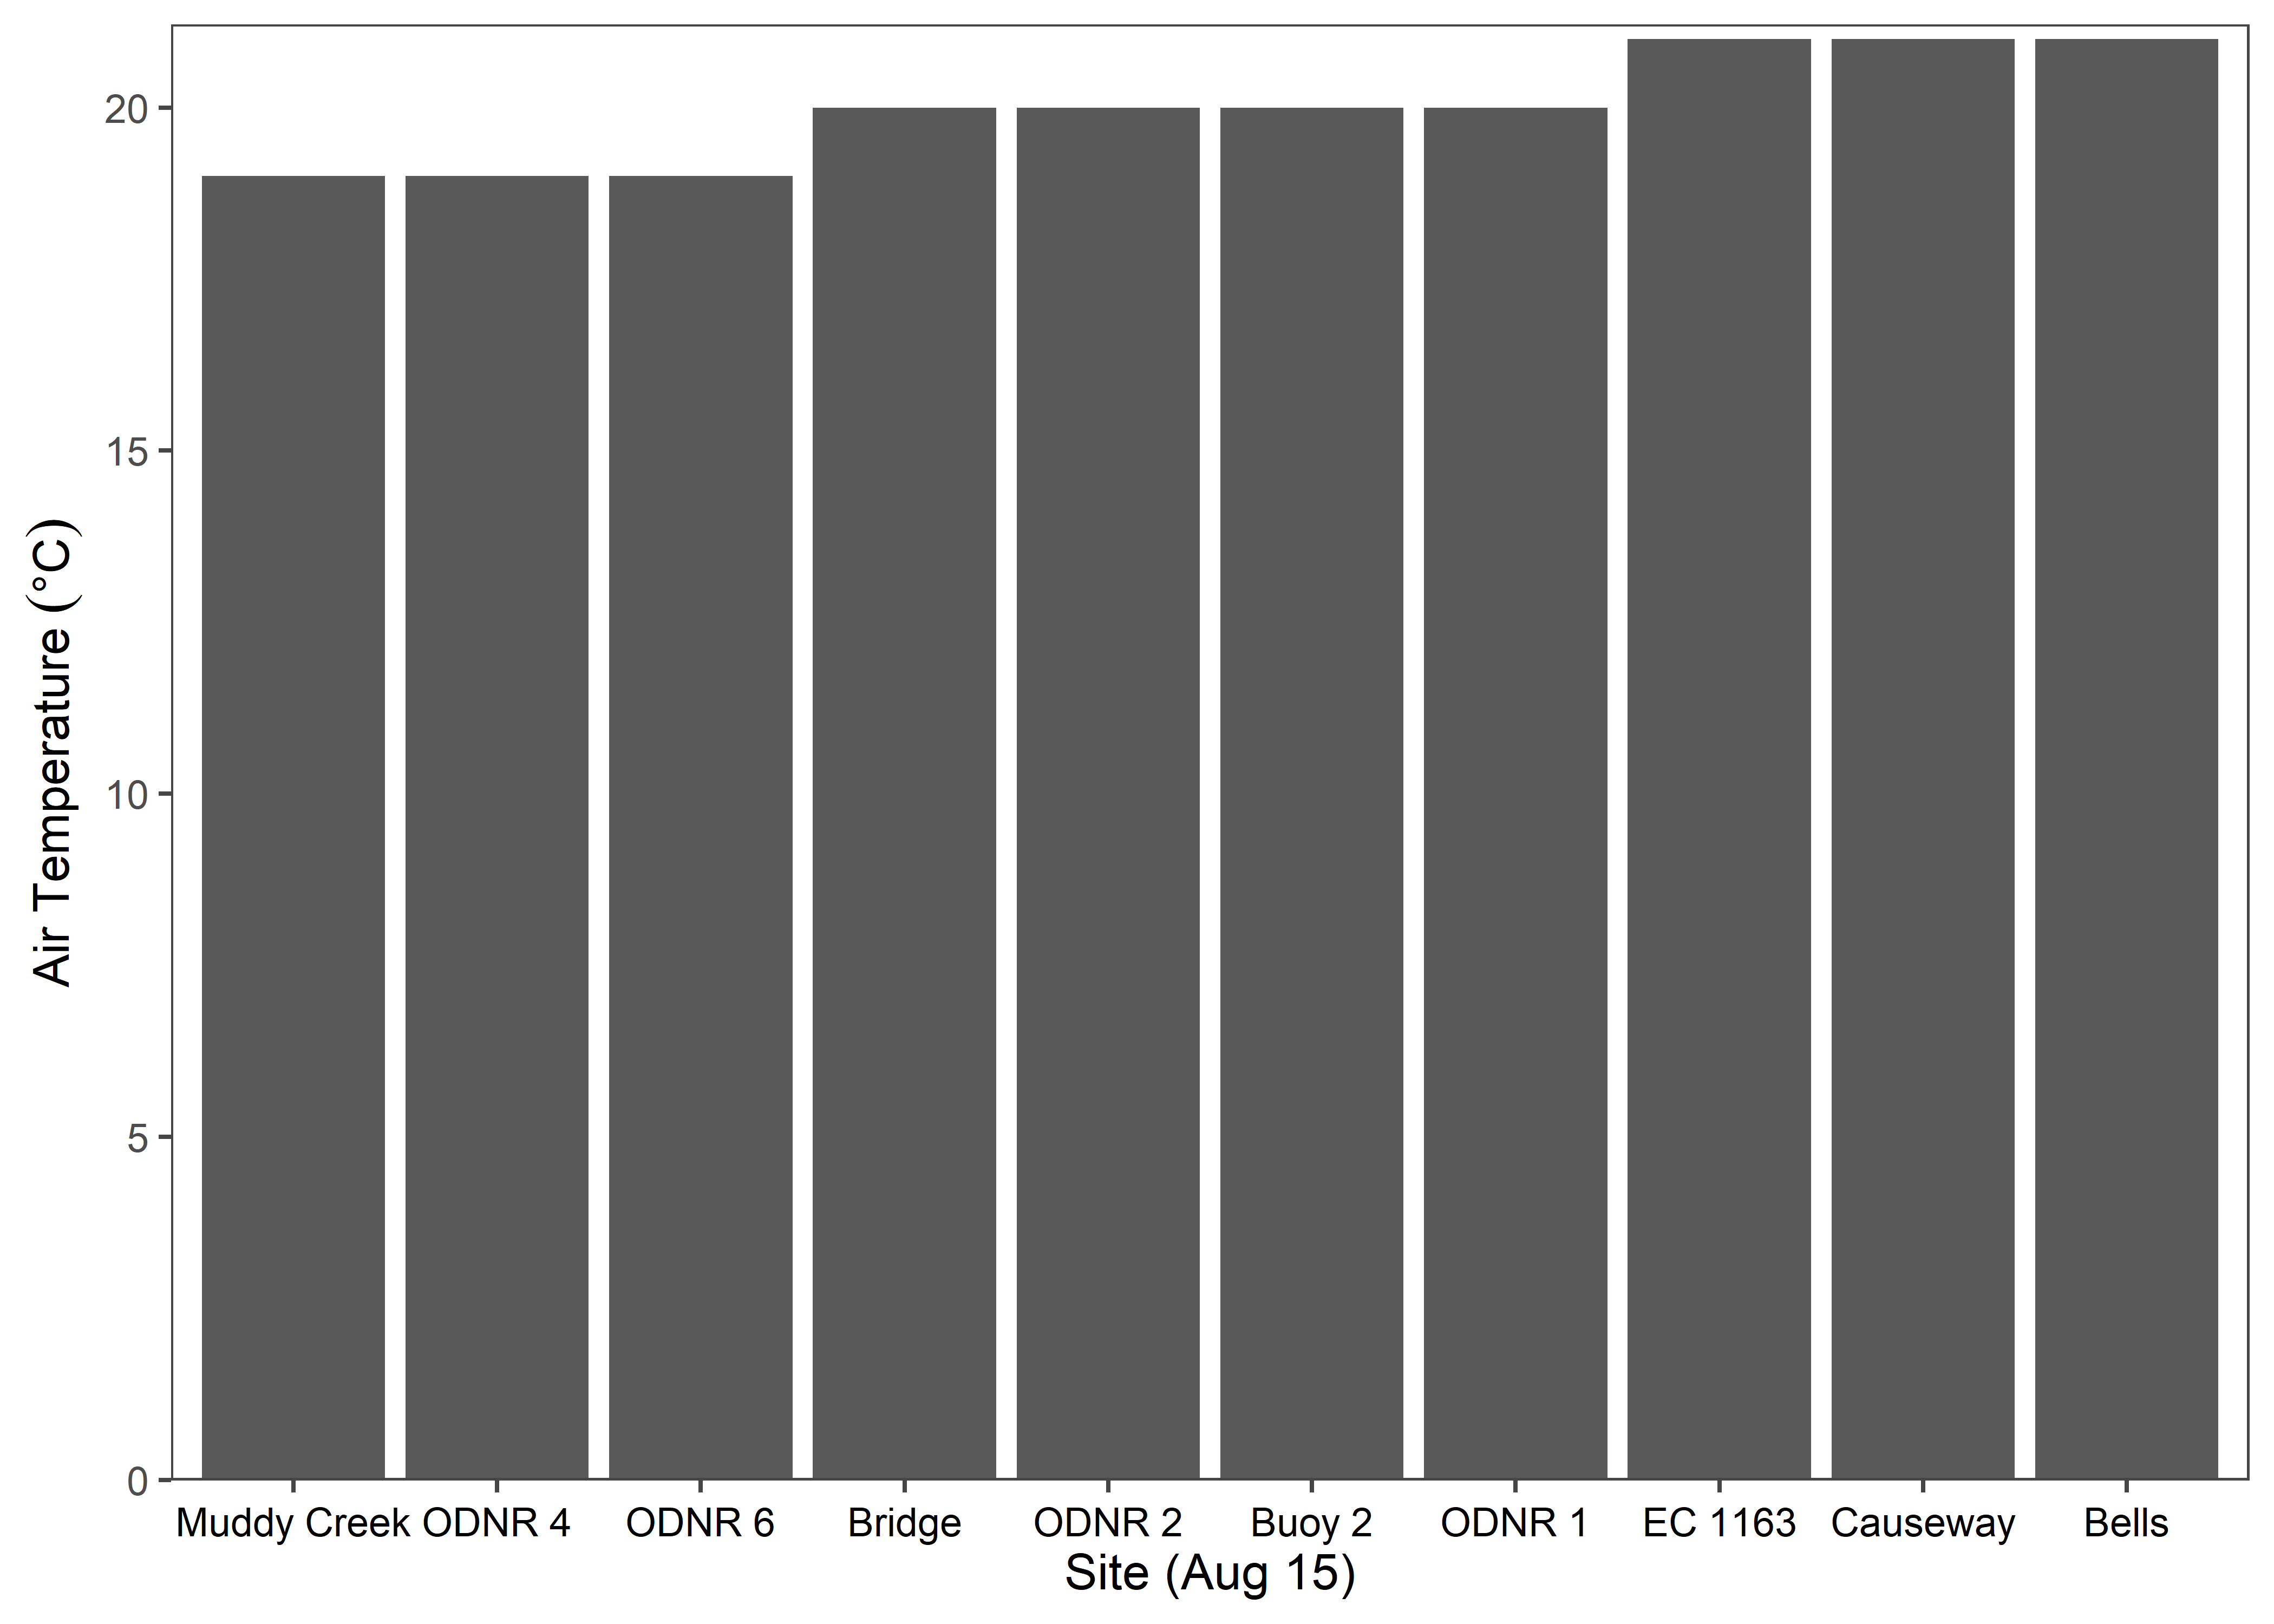 Air Temperature (°C)
20
15
10
5
0
Muddy Creek ODNR 4 ODNR 6 Bridge ODNR 2 Buoy 2 ODNR 1 EC 1163 Causeway Bells
Site (Aug 15)